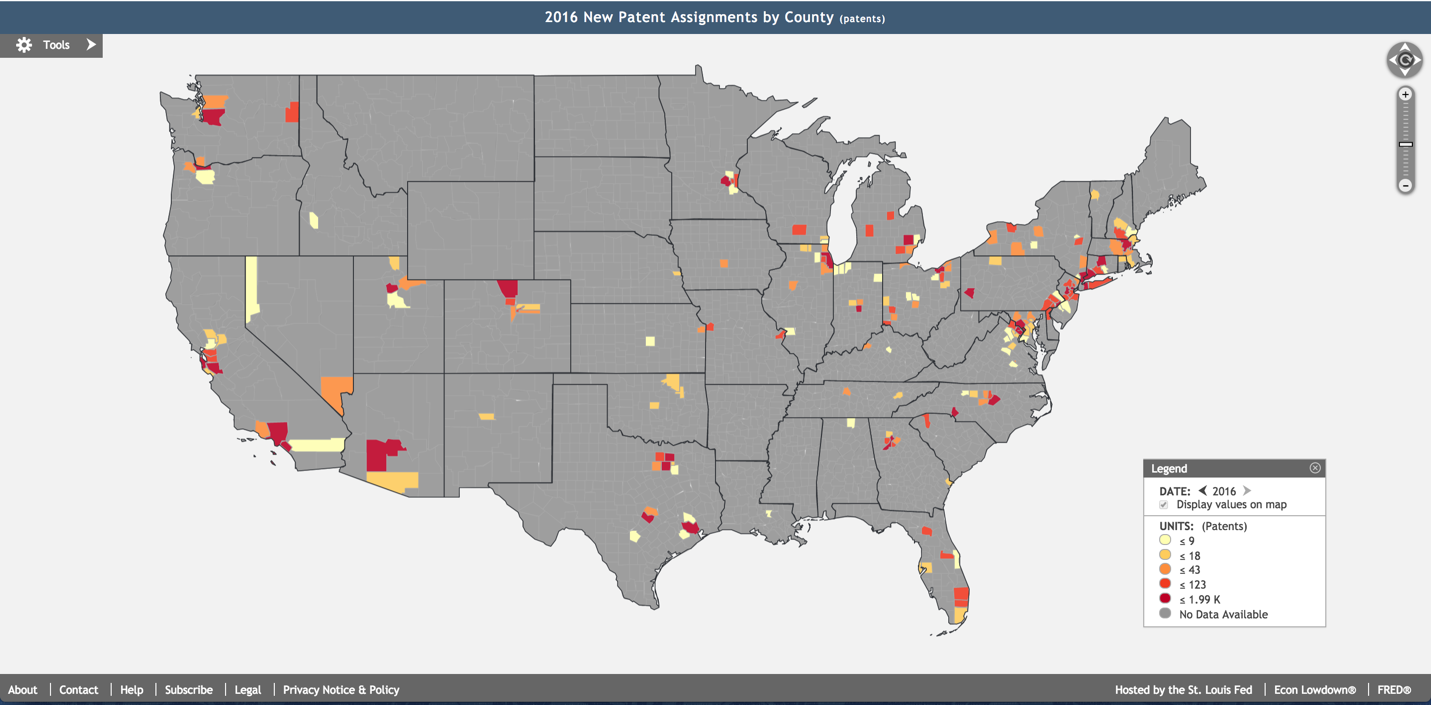 2016 New Patent Assignments by County (patents)
Tools
+
-
Legend
DATE: 2016
Display values on map
UNITS: (Patents)
≤ 9
≤ 18
≤ 43
≤ 123
≤ 1.99 K
No Data Available
About | Contact | Help | Subscribe | Legal | Privacy Notice & Policy Hosted by the St. Louis Fed | Econ Lowdown® | FRED®